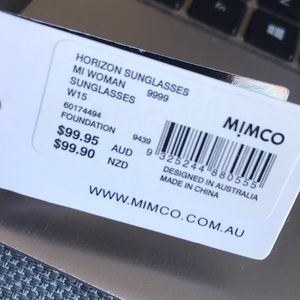 HORIZON SUNGLASSES
MI WOMAN 9999
SUNGLASSES
W15
60174494
FOUNDATION 9439
$99.95 AUD
$99.90 NZD
MIMCO
9 325244 880555
DESIGNED IN AUSTRALIA
MADE IN CHINA
WWW.MIMCO.COM.AU